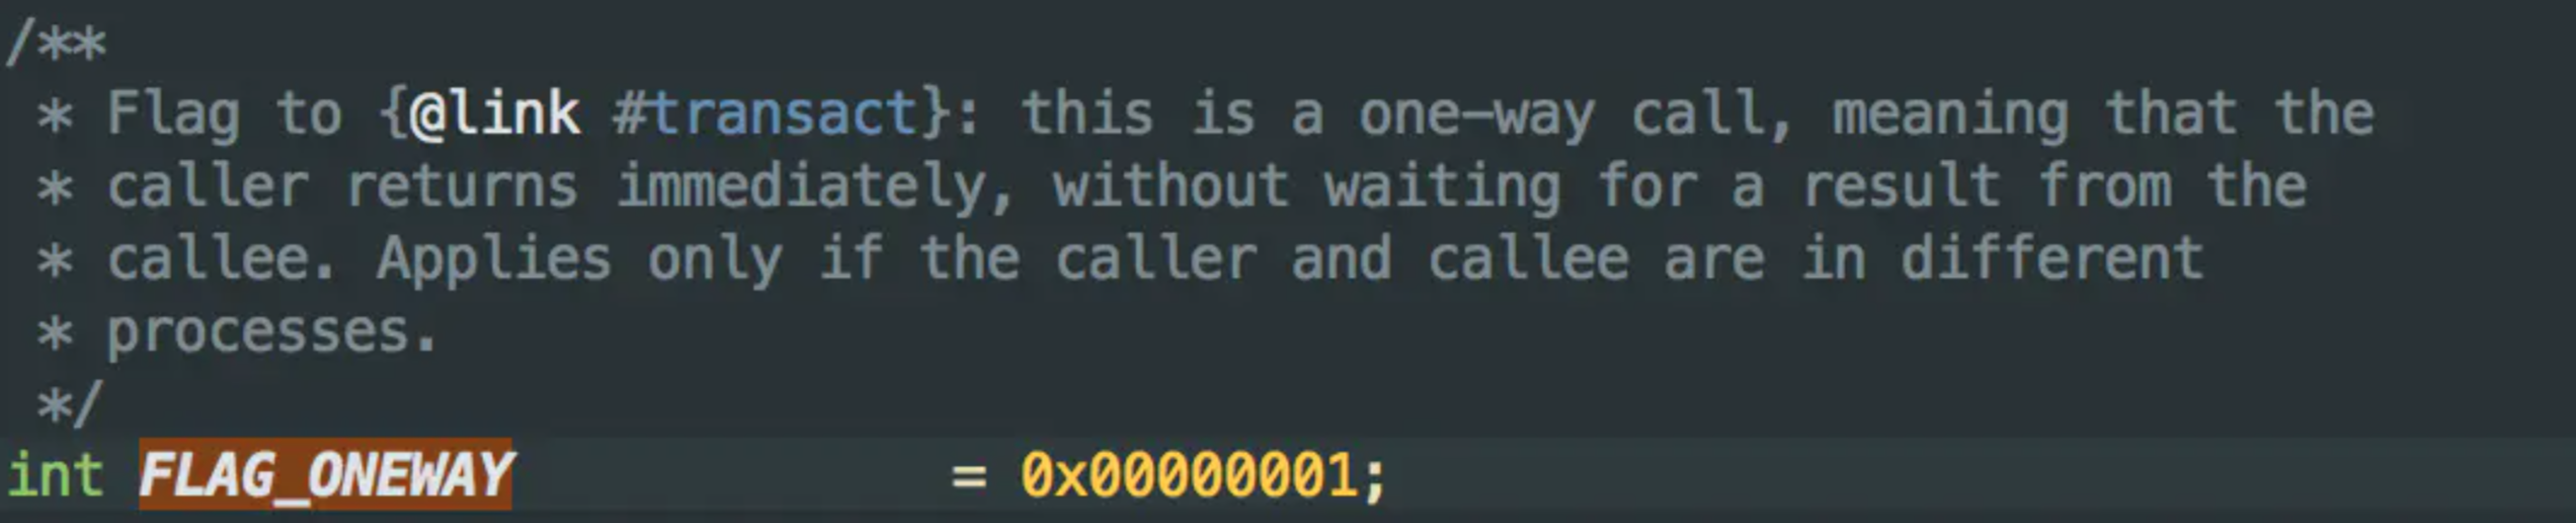 /**
* Flag to {@link #transact}: this is a one-way call, meaning that the
* caller returns immediately, without waiting for a result from the
* callee. Applies only if the caller and callee are in different
* processes.
*/
int FLAG_ONEWAY = 0x00000001;